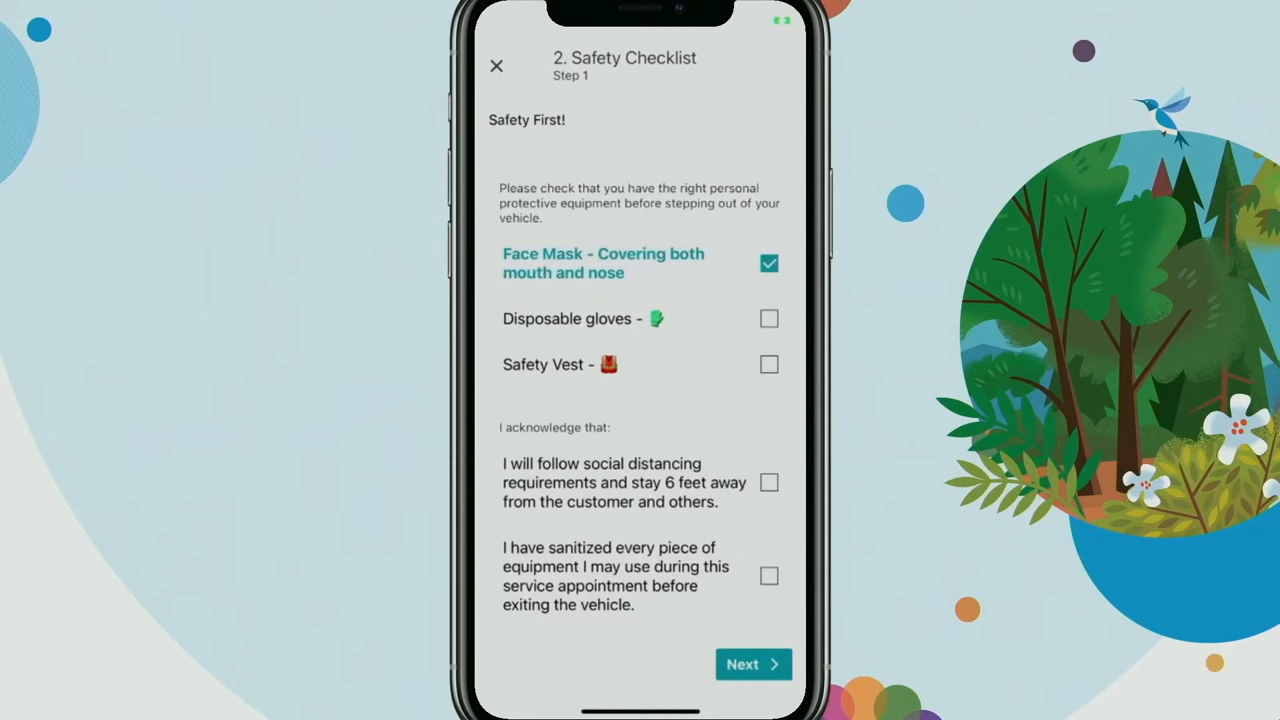 2. Safety Checklist
Step 1
Safety First!
Please check that you have the right personal
protective equipment before stepping out of your
vehicle.
Face Mask - Covering both
mouth and nose
Disposable gloves -
Safety Vest -
I acknowledge that:
I will follow social distancing
requirements and stay 6 feet away
from the customer and others.
I have sanitized every piece of
equipment I may use during this
service appointment before
exiting the vehicle.
Next